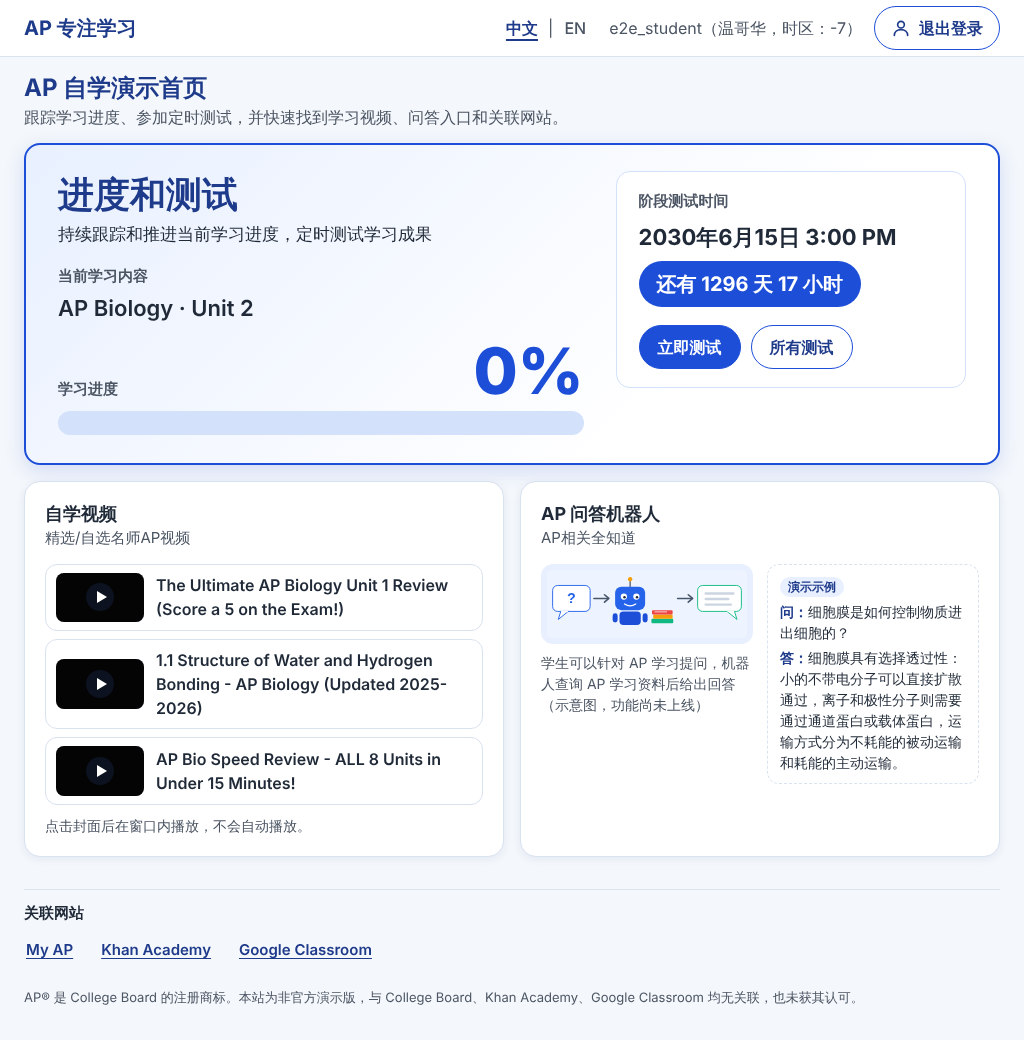 AP 专注学习
中文 | EN e2e_student（温哥华，时区：-7） 退出登录
AP 自学演示首页
跟踪学习进度、参加定时测试，并快速找到学习视频、问答入口和关联网站。
进度和测试
持续跟踪和推进当前学习进度，定时测试学习成果
当前学习内容
AP Biology · Unit 2
学习进度
0%
阶段测试时间
2030年6月15日 3:00 PM
还有 1296 天 17 小时
立即测试 所有测试
自学视频
精选/自选名师AP视频
The Ultimate AP Biology Unit 1 Review
(Score a 5 on the Exam!)
1.1 Structure of Water and Hydrogen
Bonding - AP Biology (Updated 2025-
2026)
AP Bio Speed Review - ALL 8 Units in
Under 15 Minutes!
点击封面后在窗口内播放，不会自动播放。
AP 问答机器人
AP相关全知道
?
学生可以针对 AP 学习提问，机器
人查询 AP 学习资料后给出回答
（示意图，功能尚未上线）
演示示例
问：细胞膜是如何控制物质进
出细胞的？
答：细胞膜具有选择透过性：
小的不带电分子可以直接扩散
通过，离子和极性分子则需要
通过通道蛋白或载体蛋白，运
输方式分为不耗能的被动运输
和耗能的主动运输。
关联网站
My AP Khan Academy Google Classroom
AP® 是 College Board 的注册商标。本站为非官方演示版，与 College Board、Khan Academy、Google Classroom 均无关联，也未获其认可。